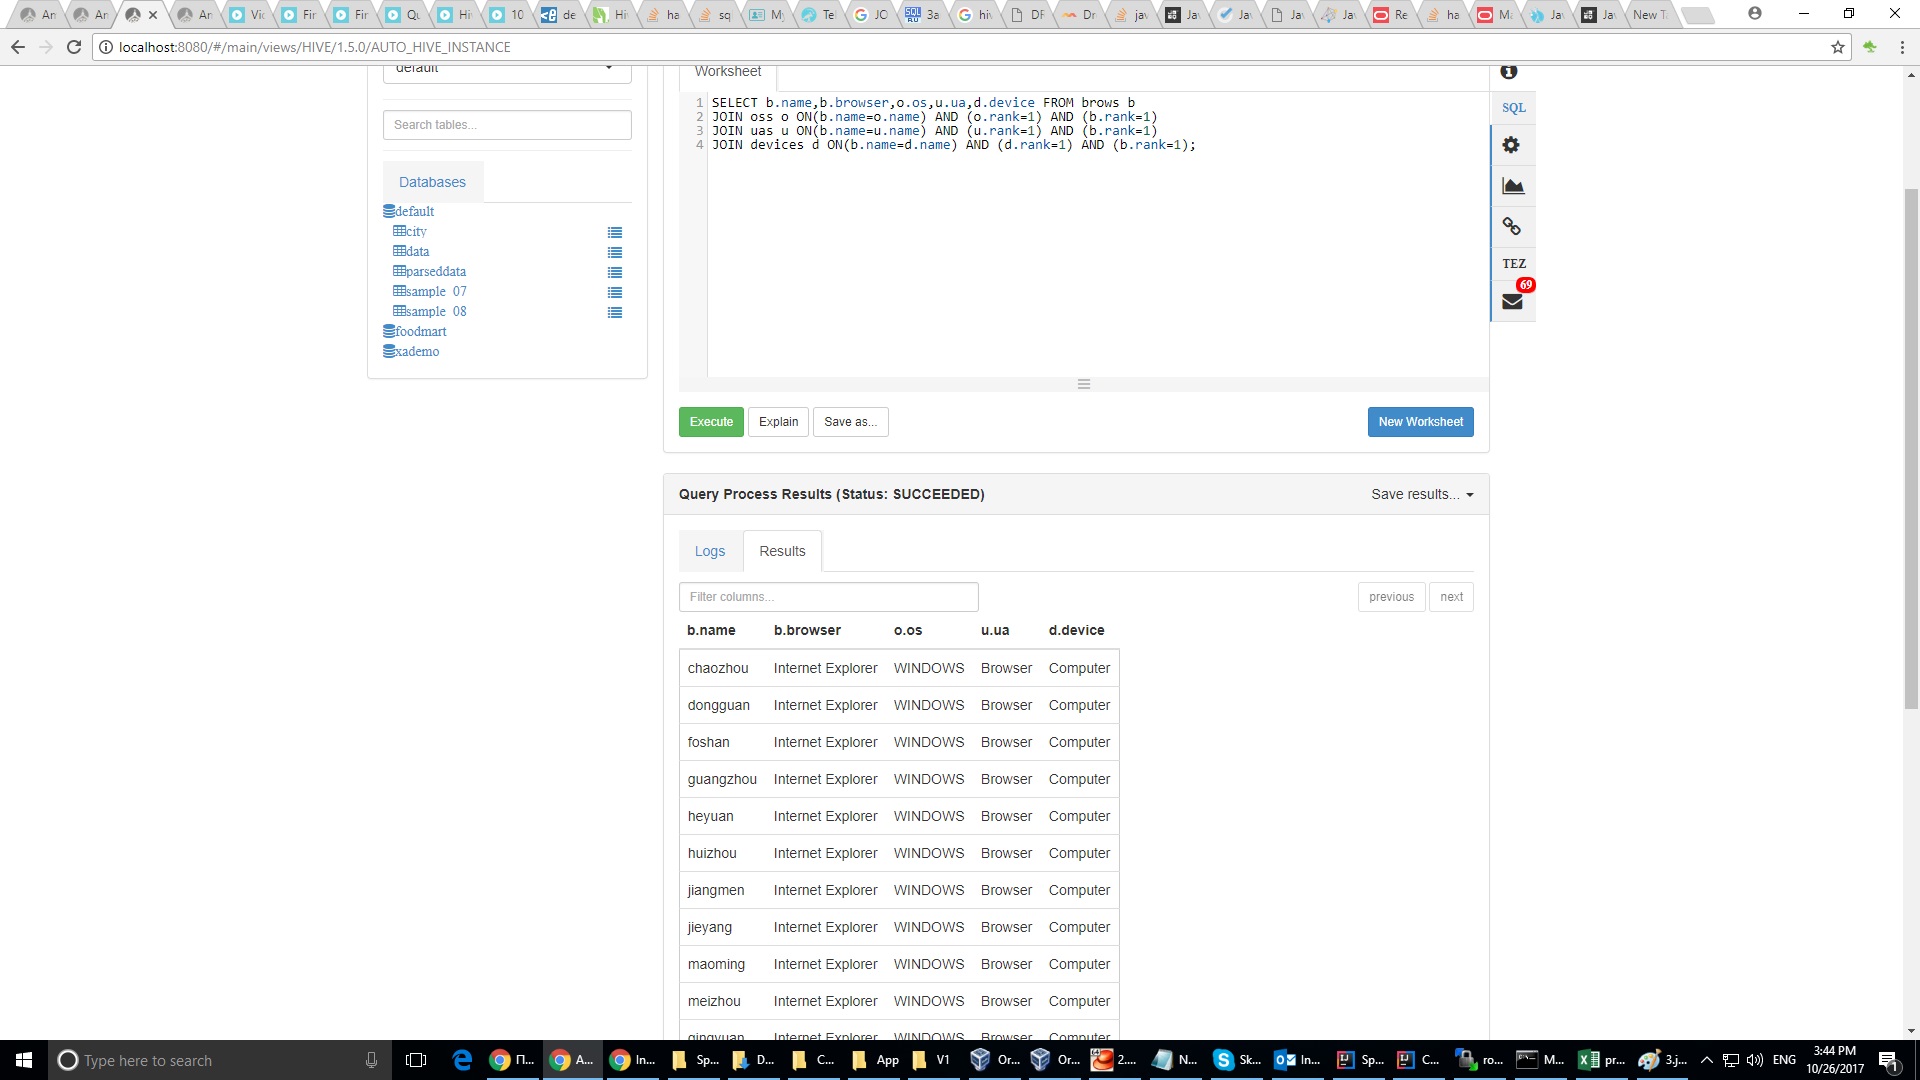 An
An
An
Vic
Fir
Fir
Qu
Hi
10
de
Hi
ha
sq
My
Tel
JO
За
hiv
DF
Dr
jav
Jav
Jav
Jav
Jav
Re
ha
Ma
Jav
Jav
New T
localhost:8080/#/main/views/HIVE/1.5.0/AUTO_HIVE_INSTANCE
default
Search tables...
Databases
default
city
data
parseddata
sample_07
sample_08
foodmart
xademo
Worksheet
1 SELECT b.name,b.browser,o.os,u.ua,d.device FROM brows b
2 JOIN oss o ON(b.name=o.name) AND (o.rank=1) AND (b.rank=1)
3 JOIN uas u ON(b.name=u.name) AND (u.rank=1) AND (b.rank=1)
4 JOIN devices d ON(b.name=d.name) AND (d.rank=1) AND (b.rank=1);
SQL
TEZ
69
Execute Explain Save as... New Worksheet
Query Process Results (Status: SUCCEEDED) Save results...
Logs Results
Filter columns... previous next
b.name b.browser o.os u.ua d.device
chaozhou Internet Explorer WINDOWS Browser Computer
dongguan Internet Explorer WINDOWS Browser Computer
foshan Internet Explorer WINDOWS Browser Computer
guangzhou Internet Explorer WINDOWS Browser Computer
heyuan Internet Explorer WINDOWS Browser Computer
huizhou Internet Explorer WINDOWS Browser Computer
jiangmen Internet Explorer WINDOWS Browser Computer
jieyang Internet Explorer WINDOWS Browser Computer
maoming Internet Explorer WINDOWS Browser Computer
meizhou Internet Explorer WINDOWS Browser Computer
qingyuan Internet Explorer WINDOWS Browser Computer
Type here to search
П... A... In... Sp... D... C... App V1 Or... Or... 2.... N... Sk... In... Sp... C... ro... M... pr... 3.j... ENG
3:44 PM
10/26/2017
1